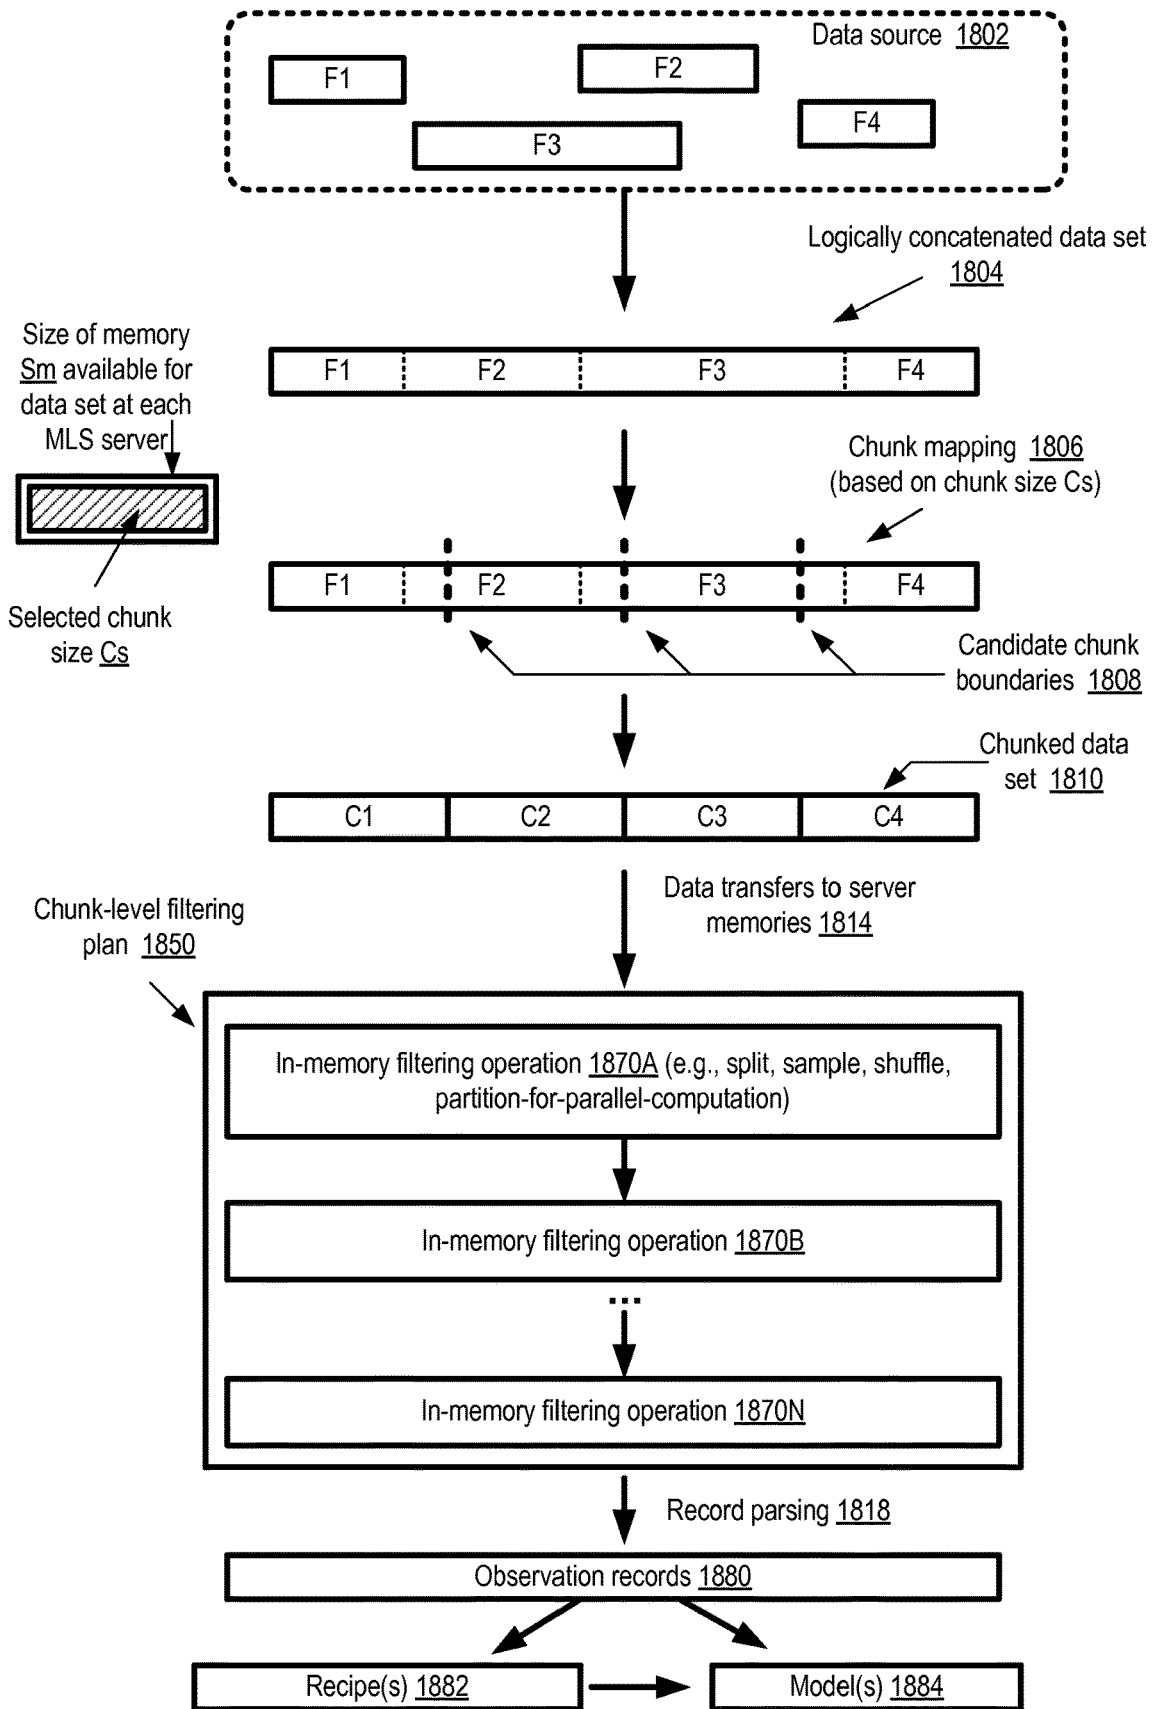 Data source 1802
F1
F2
F3
F4
Logically concatenated data set
1804
Size of memory
Sm available for
data set at each
MLS server
F1
F2
F3
F4
Chunk mapping 1806
(based on chunk size Cs)
F1
F2
F3
F4
Selected chunk
size Cs
Candidate chunk
boundaries 1808
Chunked data
set 1810
C1
C2
C3
C4
Data transfers to server
memories 1814
Chunk-level filtering
plan 1850
In-memory filtering operation 1870A (e.g., split, sample, shuffle,
partition-for-parallel-computation)
In-memory filtering operation 1870B
...
In-memory filtering operation 1870N
Record parsing 1818
Observation records 1880
Recipe(s) 1882
Model(s) 1884